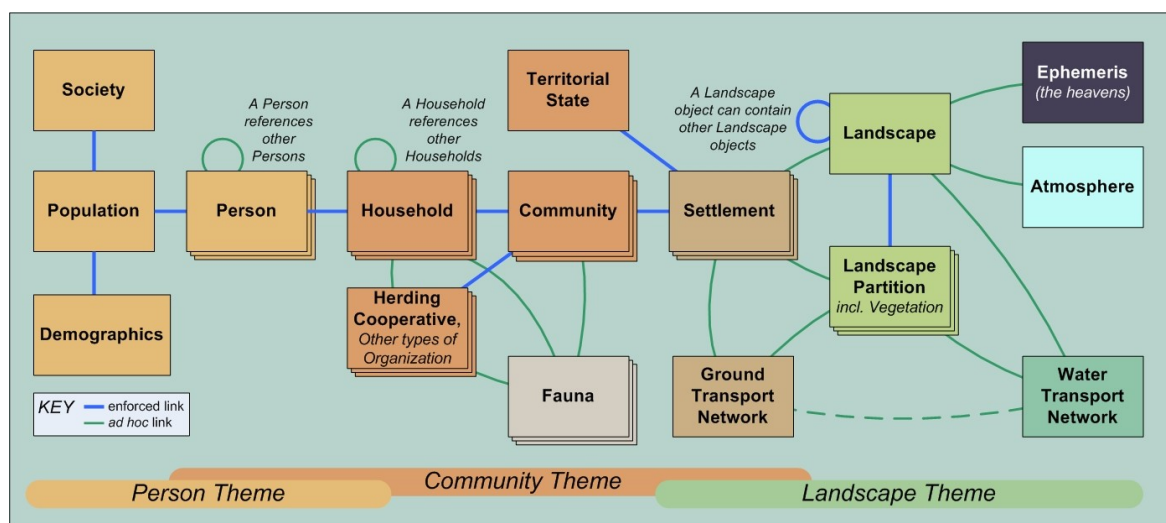 Society
A Person
references
other
Persons
A Household
references
other
Households
Territorial
State
A Landscape
object can contain
other Landscape
objects
Landscape
Ephemeris
(the heavens)
Population
Person
Household
Community
Settlement
Atmosphere
Demographics
Herding
Cooperative,
Other types of
Organization
Landscape
Partition
incl. Vegetation
Fauna
Ground
Transport
Network
Water
Transport
Network
KEY
enforced link
ad hoc link
Person Theme
Community Theme
Landscape Theme